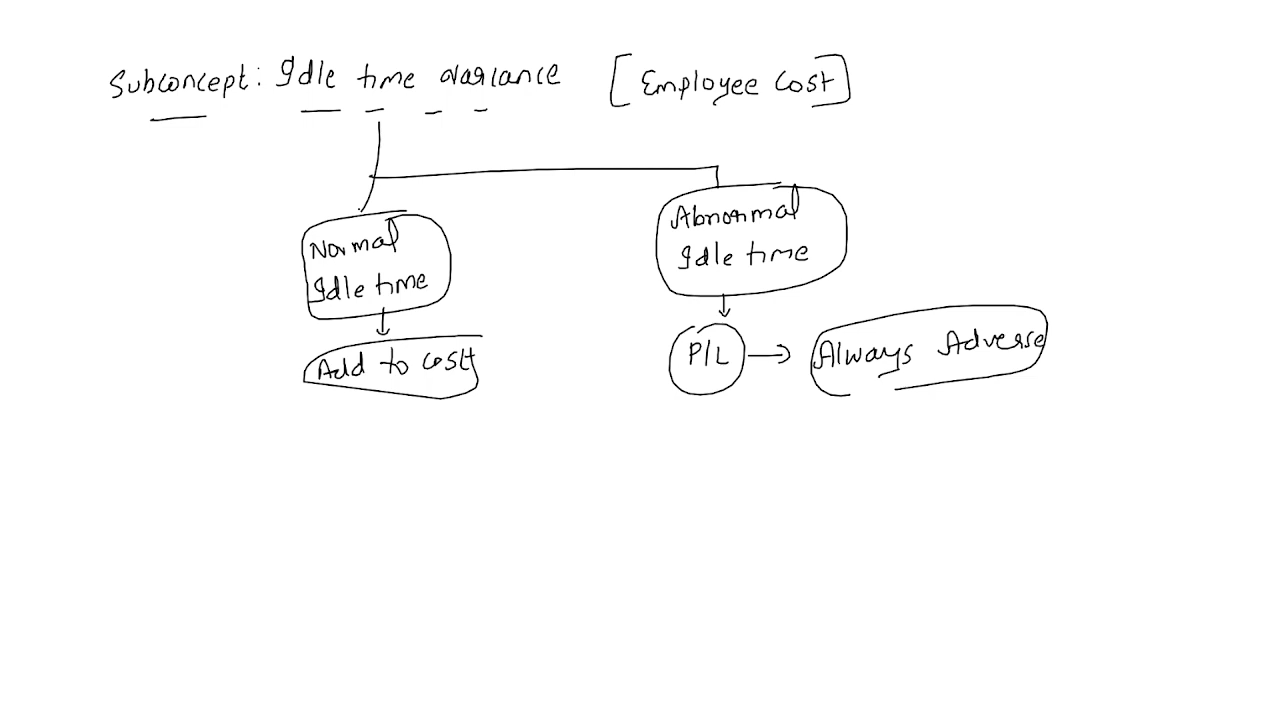 Subconcept: Idle time variance [Employee cost]
Normal
Idle time
Add to cost
Abnormal
Idle time
P/L
Always Adverse